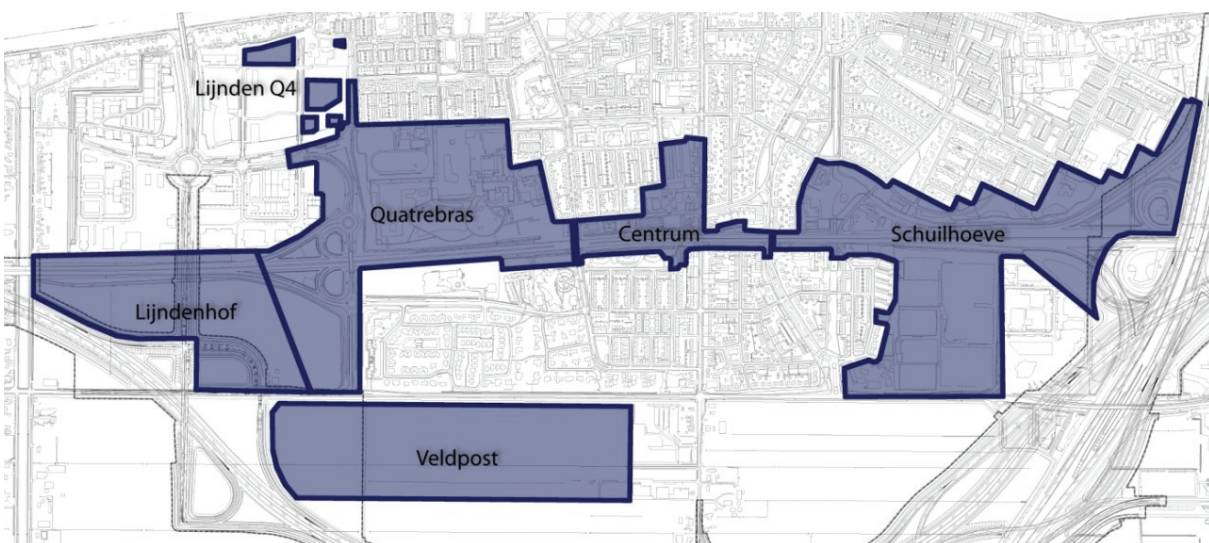 Lijnden Q4
Quatrebras
Centrum
Schuilhoeve
Lijndenhof
Veldpost